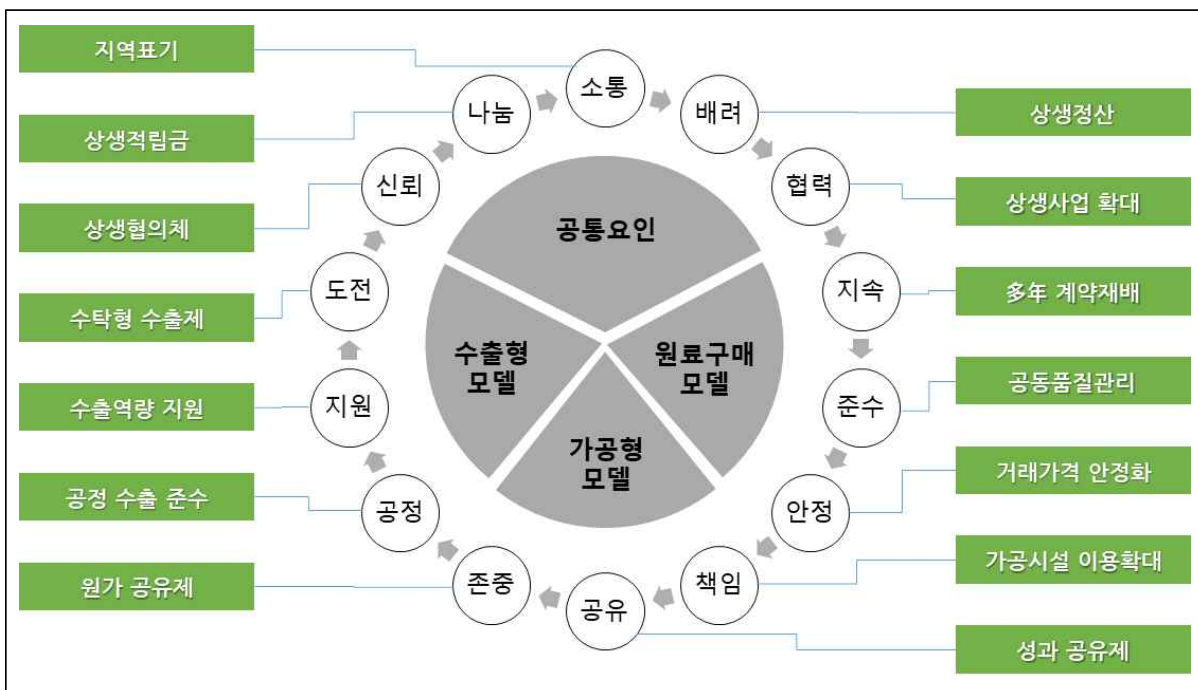 지역표기
소통
나눔
배려
상생적립금
상생정산
신뢰
협력
상생협의체
상생사업 확대
공통요인
도전
지속
수탁형 수출제
多年 계약재배
수출형
모델
원료구매
모델
지원
준수
수출역량 지원
공동품질관리
가공형
모델
공정 수출 준수
거래가격 안정화
공정
안정
원가 공유제
가공시설 이용확대
존중
책임
공유
성과 공유제